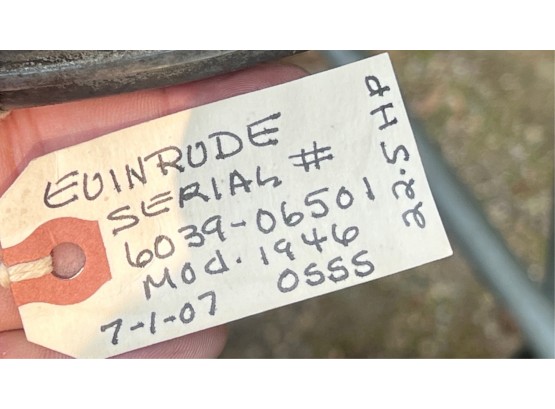 EVINRUDE
SERIAL #
6039-06501
Mod. 1946
7-1-07 OSSS
22.5 HP